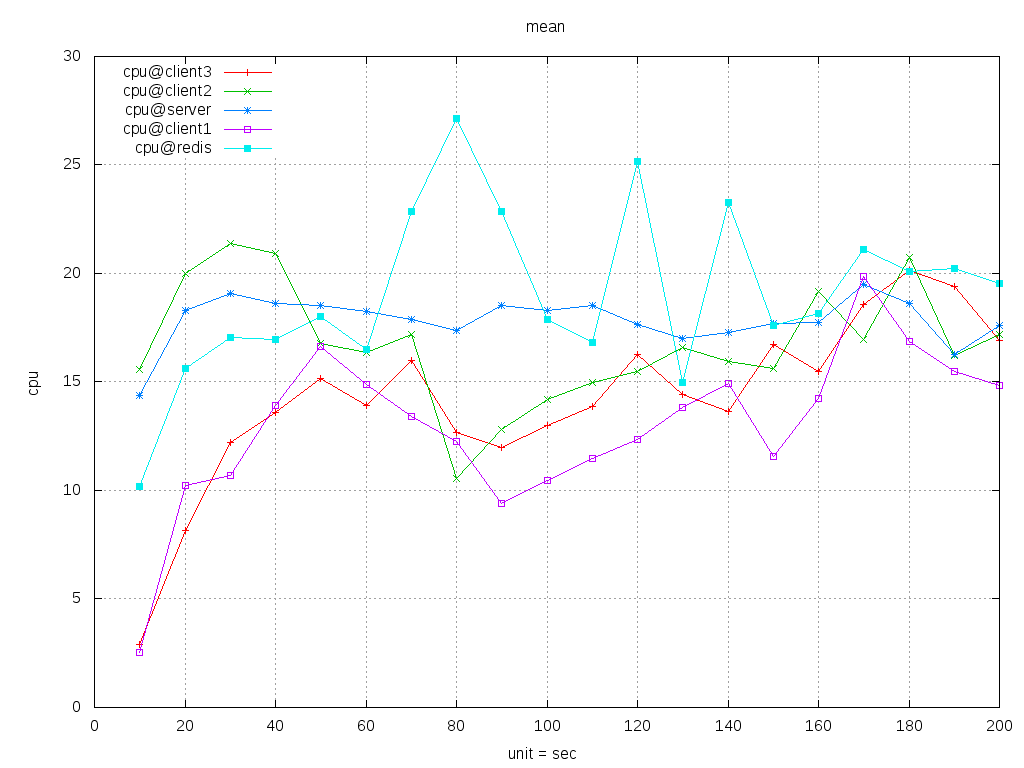 mean
30
25
20
15
10
5
0
cpu
cpu@client3
cpu@client2
cpu@server
cpu@client1
cpu@redis
0 20 40 60 80 100 120 140 160 180 200
unit = sec